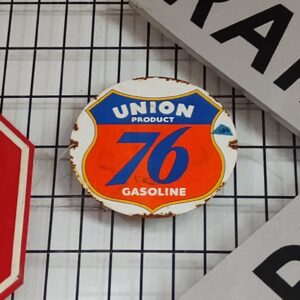 UNION
PRODUCT
76
GASOLINE